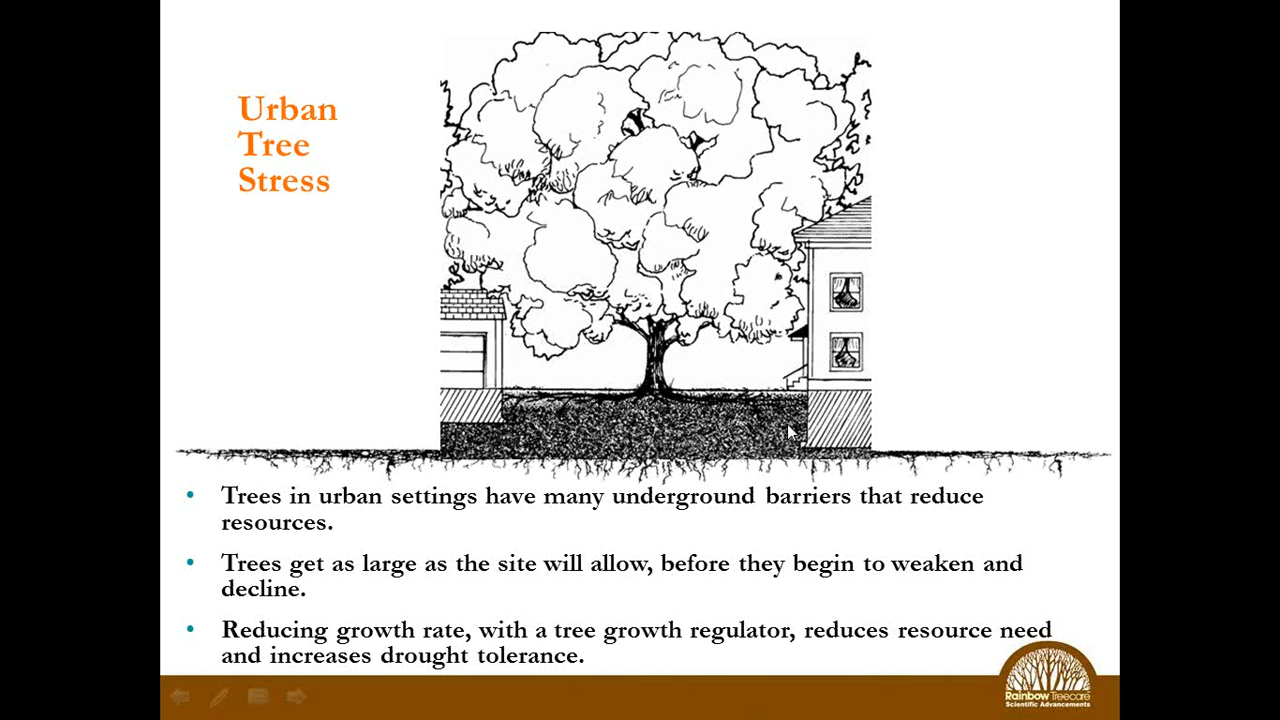 Urban
Tree
Stress
• Trees in urban settings have many underground barriers that reduce
resources.
• Trees get as large as the site will allow, before they begin to weaken and
decline.
• Reducing growth rate, with a tree growth regulator, reduces resource need
and increases drought tolerance.
Rainbow Treecare
Scientific Advancements